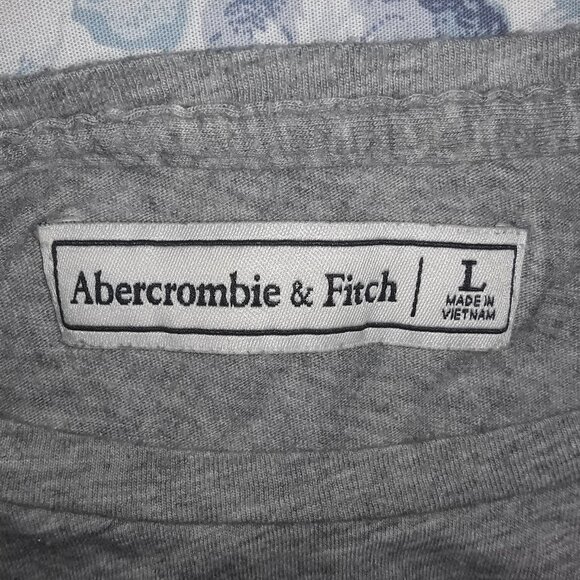 Abercrombie & Fitch | L
MADE IN
VIETNAM